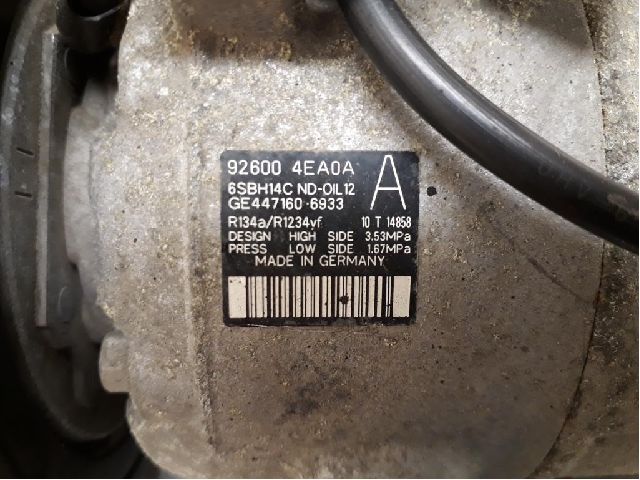 92600 4EA0A
6SBH14C ND-OIL12
A
GE447160-6933
R134a/R1234yf 10 T 14858
DESIGN HIGH SIDE 3.53MPa
PRESS LOW SIDE 1.67MPa
MADE IN GERMANY